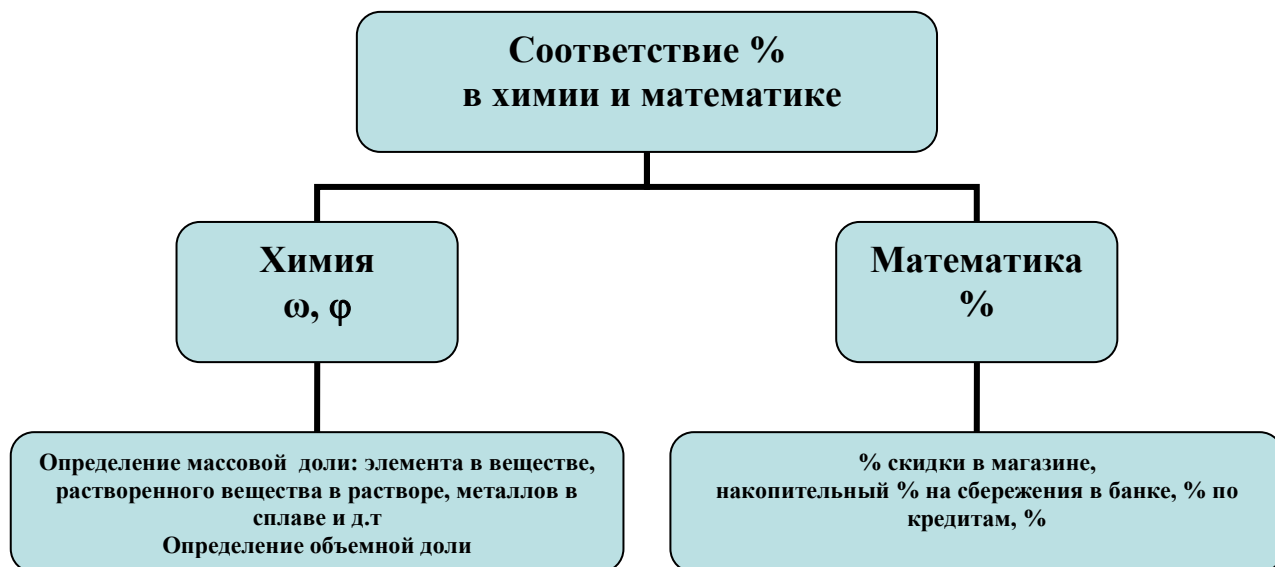 Соответствие %
в химии и математике
Химия
ω, φ
Математика
%
Определение массовой доли: элемента в веществе,
растворенного вещества в растворе, металлов в
сплаве и д.т
Определение объемной доли
% скидки в магазине,
накопительный % на сбережения в банке, % по
кредитам, %